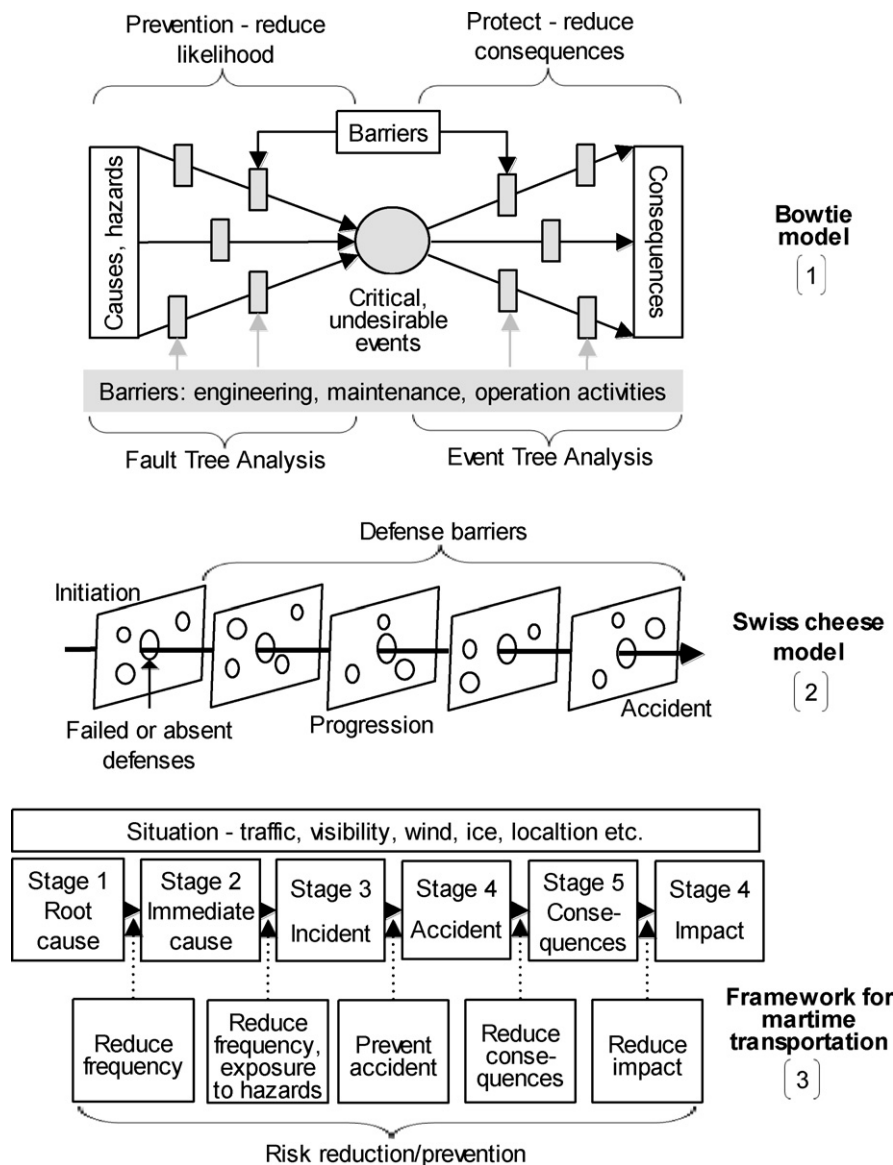 Prevention - reduce
likelihood
Protect - reduce
consequences
Barriers
Causes, hazards
Consequences
Critical,
undesirable
events
Bowtie
model
[1]
Barriers: engineering, maintenance, operation activities
Fault Tree Analysis
Event Tree Analysis
Defense barriers
Initiation
Failed or absent
defenses
Progression
Accident
Swiss cheese
model
[2]
Situation - traffic, visibility, wind, ice, localtion etc.
Stage 1
Root
cause
Stage 2
Immediate
cause
Stage 3
Incident
Stage 4
Accident
Stage 5
Conse-
quences
Stage 4
Impact
Reduce
frequency
Reduce
frequency,
exposure to
hazards
Prevent
accident
Reduce
conse-
quences
Reduce
impact
Framework for
martime
transportation
[3]
Risk reduction/prevention